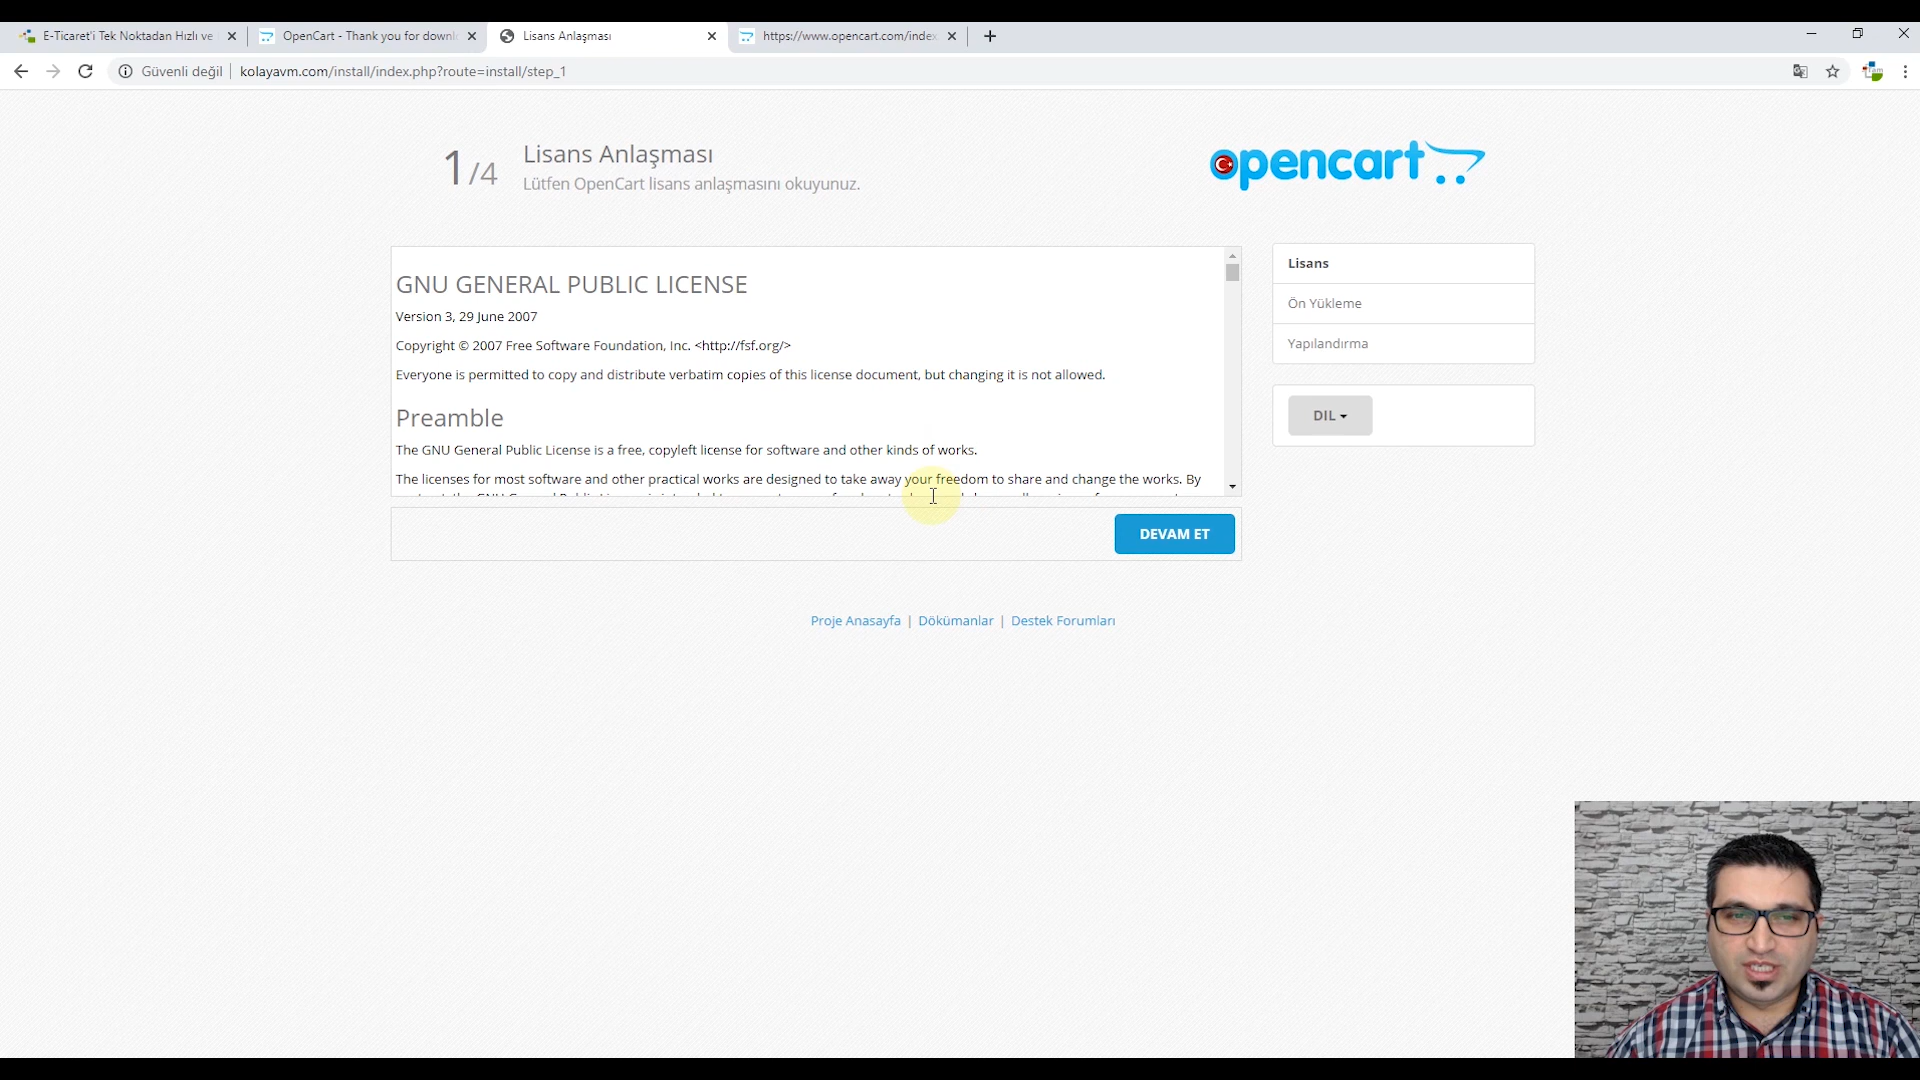 E-Ticaret'i Tek Noktadan Hızlı ve
OpenCart - Thank you for downl
Lisans Anlaşması
https://www.opencart.com/index
Güvenli değil
kolayavm.com/install/index.php?route=install/step_1
1/4
Lisans Anlaşması
Lütfen OpenCart lisans anlaşmasını okuyunuz.
opencart
GNU GENERAL PUBLIC LICENSE
Version 3, 29 June 2007
Copyright © 2007 Free Software Foundation, Inc. <http://fsf.org/>
Everyone is permitted to copy and distribute verbatim copies of this license document, but changing it is not allowed.
Preamble
The GNU General Public License is a free, copyleft license for software and other kinds of works.
The licenses for most software and other practical works are designed to take away your freedom to share and change the works. By
DEVAM ET
Lisans
Ön Yükleme
Yapılandırma
DIL
Proje Anasayfa | Dökümanlar | Destek Forumları